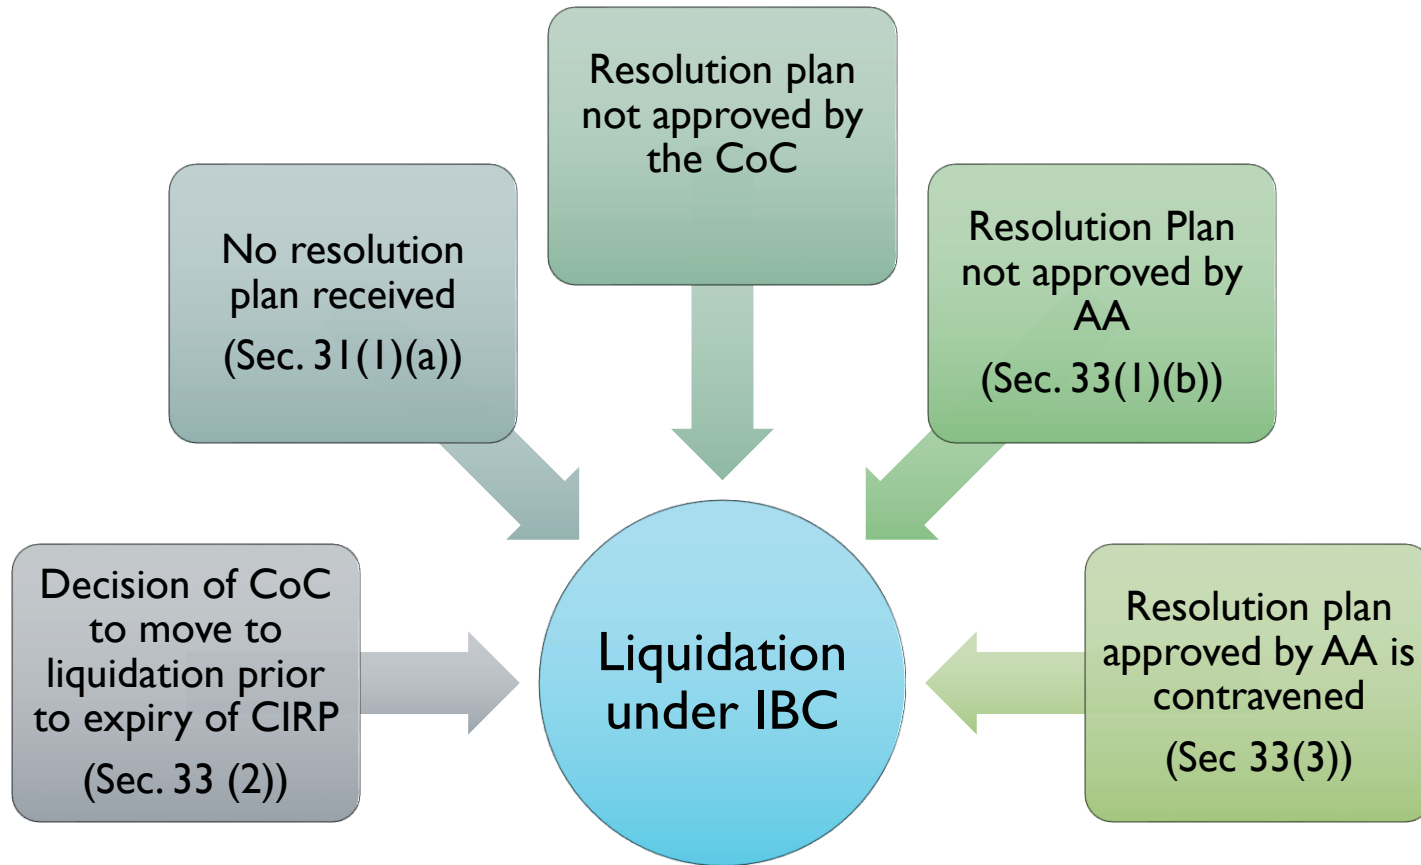 Resolution plan
not approved by
the CoC
No resolution
plan received
(Sec. 31(1)(a))
Resolution Plan
not approved by
AA
(Sec. 33(1)(b))
Decision of CoC
to move to
liquidation prior
to expiry of CIRP
(Sec. 33 (2))
Liquidation
under IBC
Resolution plan
approved by AA is
contravened
(Sec 33(3))